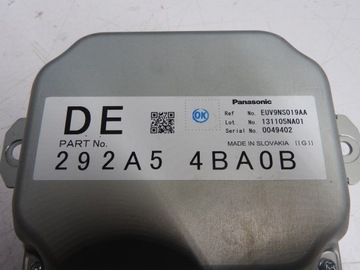 Panasonic
Ref No. EUV9NS019AA
Lot No. 131105NA01
Serial No. 0049402
OK
DE
PART No.
MADE IN SLOVAKIA (IG1)
292A5 4BA0B